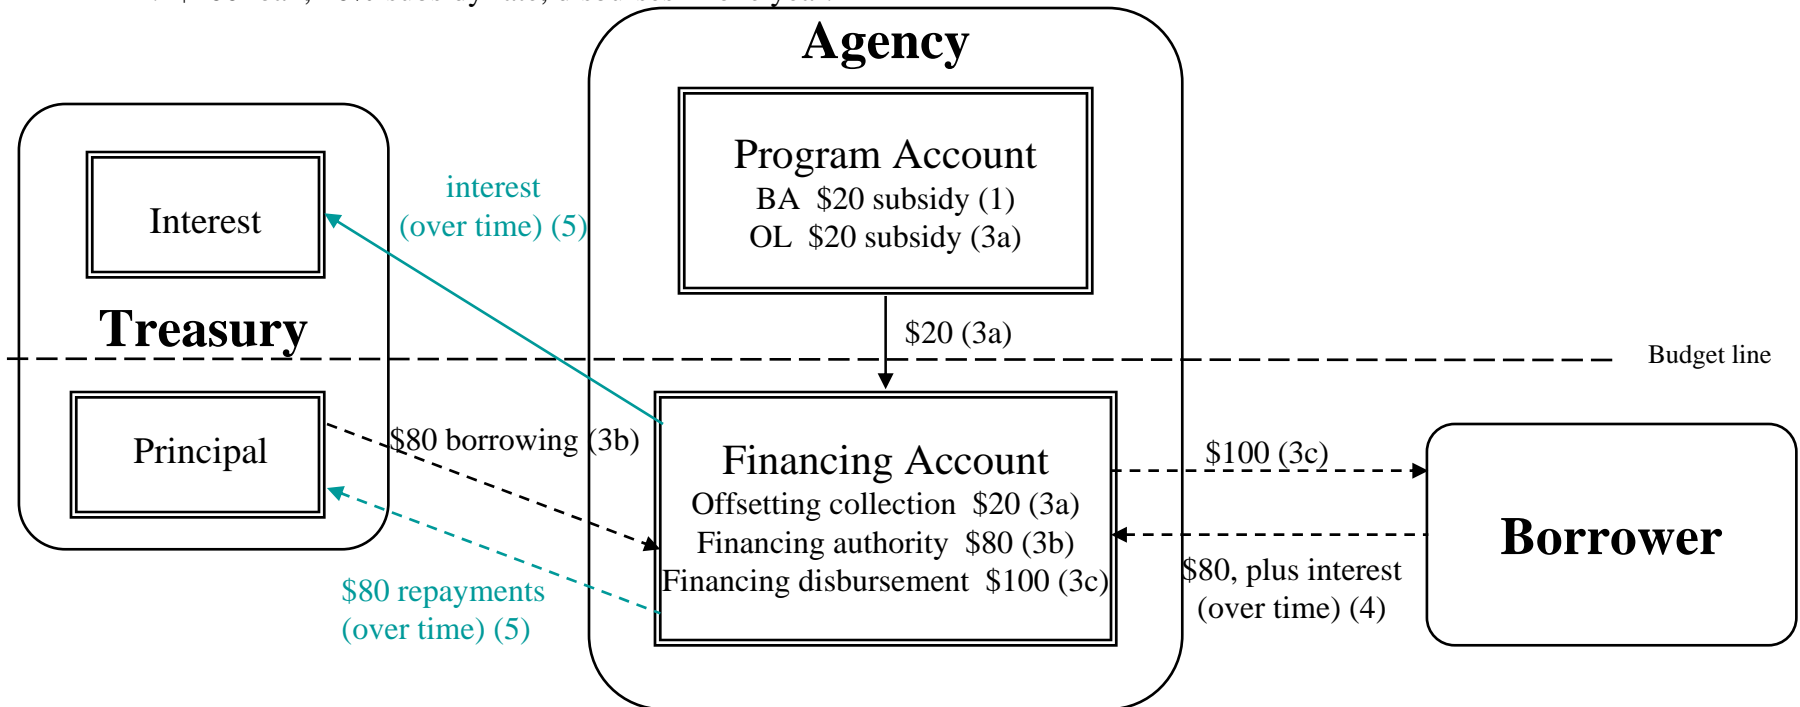 Agency
Program Account
BA $20 subsidy (1)
OL $20 subsidy (3a)
Interest
interest
(over time) (5)
Treasury
$20 (3a)
Budget line
Principal
$80 borrowing (3b)
Financing Account
Offsetting collection $20 (3a)
Financing authority $80 (3b)
Financing disbursement $100 (3c)
$100 (3c)
Borrower
$80, plus interest
(over time) (4)
$80 repayments
(over time) (5)